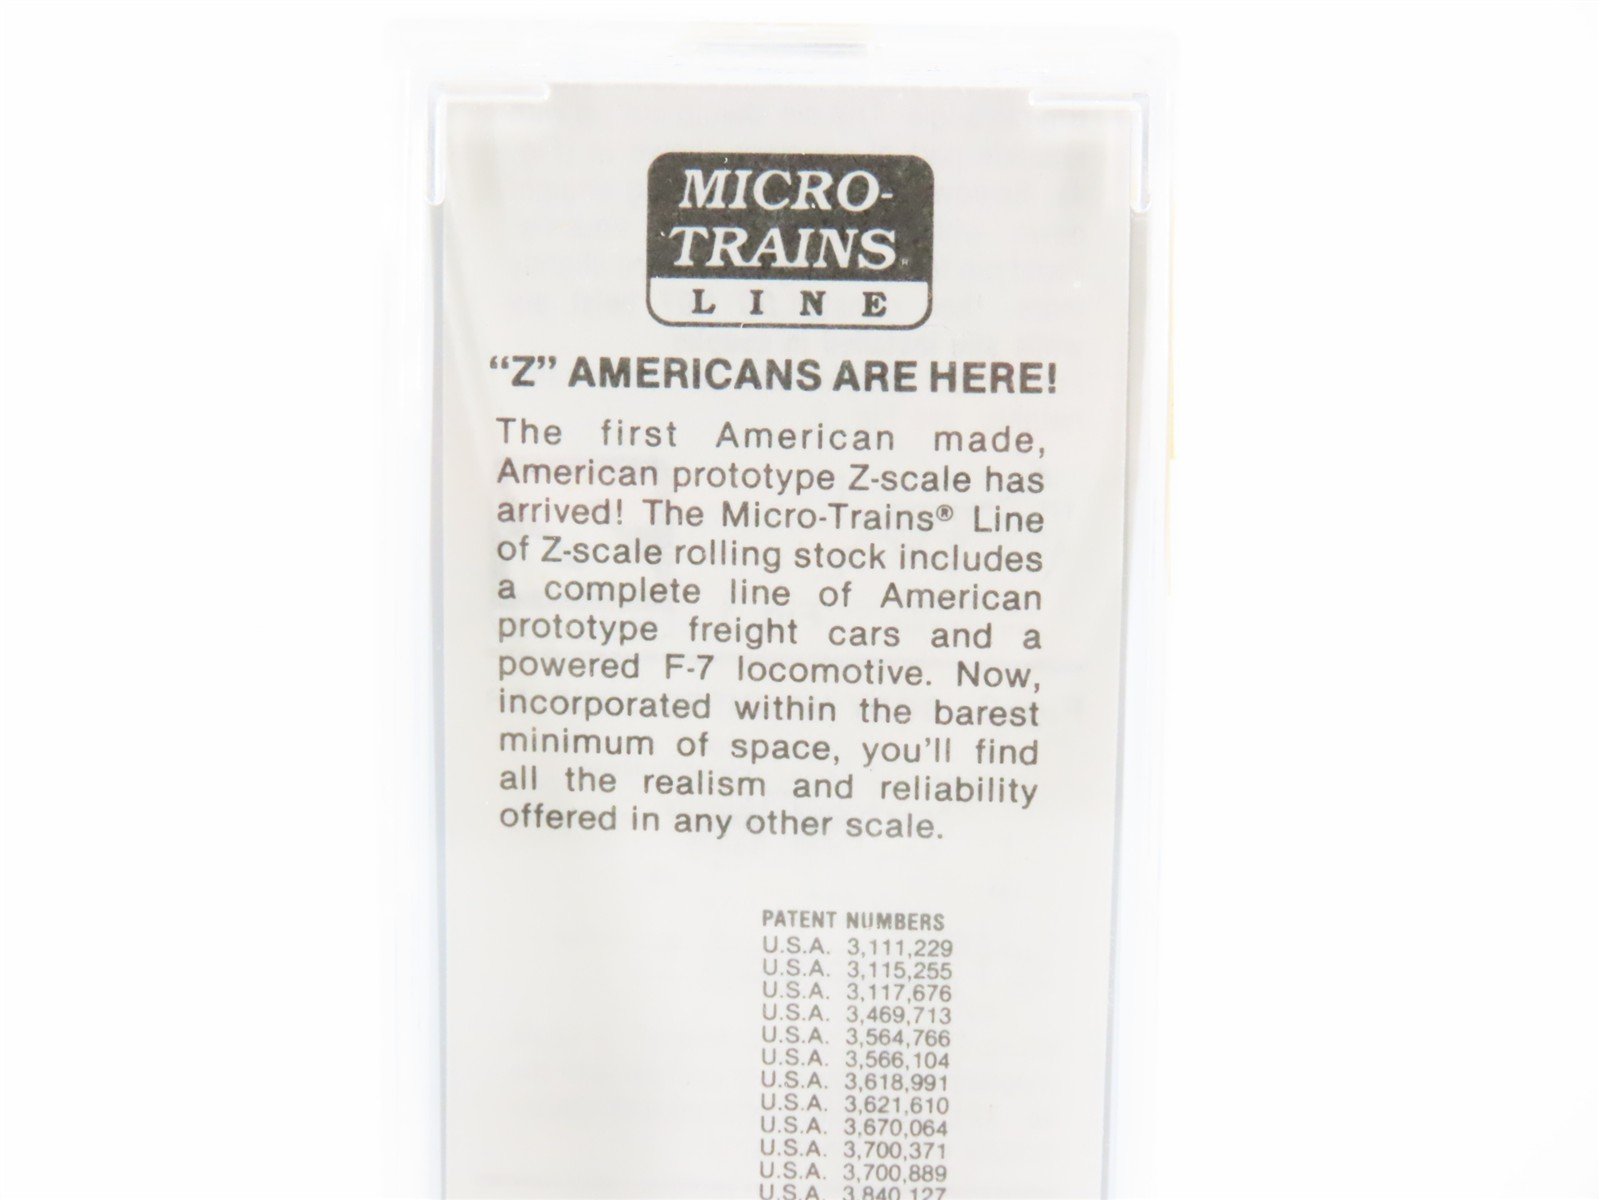 MICRO-
TRAINS®
LINE
“Z” AMERICANS ARE HERE!
The first American made,
American prototype Z-scale has
arrived! The Micro-Trains® Line
of Z-scale rolling stock includes
a complete line of American
prototype freight cars and a
powered F-7 locomotive. Now,
incorporated within the barest
minimum of space, you’ll find
all the realism and reliability
offered in any other scale.
PATENT NUMBERS
U.S.A. 3,111,229
U.S.A. 3,115,255
U.S.A. 3,117,676
U.S.A. 3,469,713
U.S.A. 3,564,766
U.S.A. 3,566,104
U.S.A. 3,618,991
U.S.A. 3,621,610
U.S.A. 3,670,064
U.S.A. 3,700,371
U.S.A. 3,700,889
U.S.A. 3,840,127